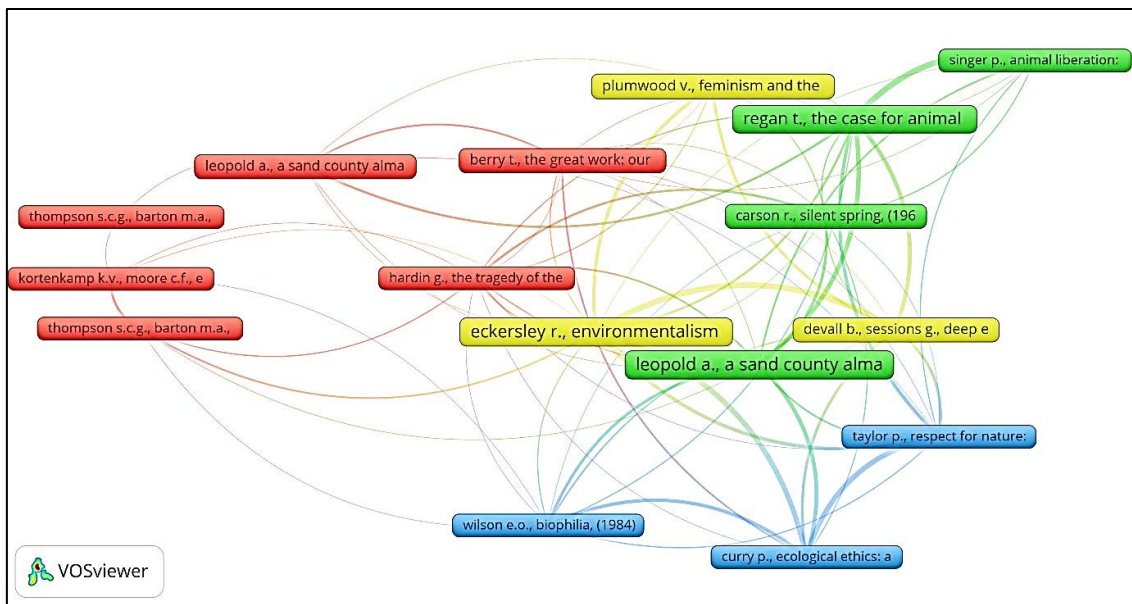 singer p., animal liberation:
plumwood v., feminism and the
regan t., the case for animal
leopold a., a sand county alma
berry t., the great work: our
thompson s.c.g., barton m.a.,
carson r., silent spring, (196
kortenkamp k.v., moore c.f., e
hardin g., the tragedy of the
thompson s.c.g., barton m.a.,
eckersley r., environmentalism
devall b., sessions g., deep e
leopold a., a sand county alma
taylor p., respect for nature:
wilson e.o., biophilia, (1984)
curry p., ecological ethics: a
VOSviewer